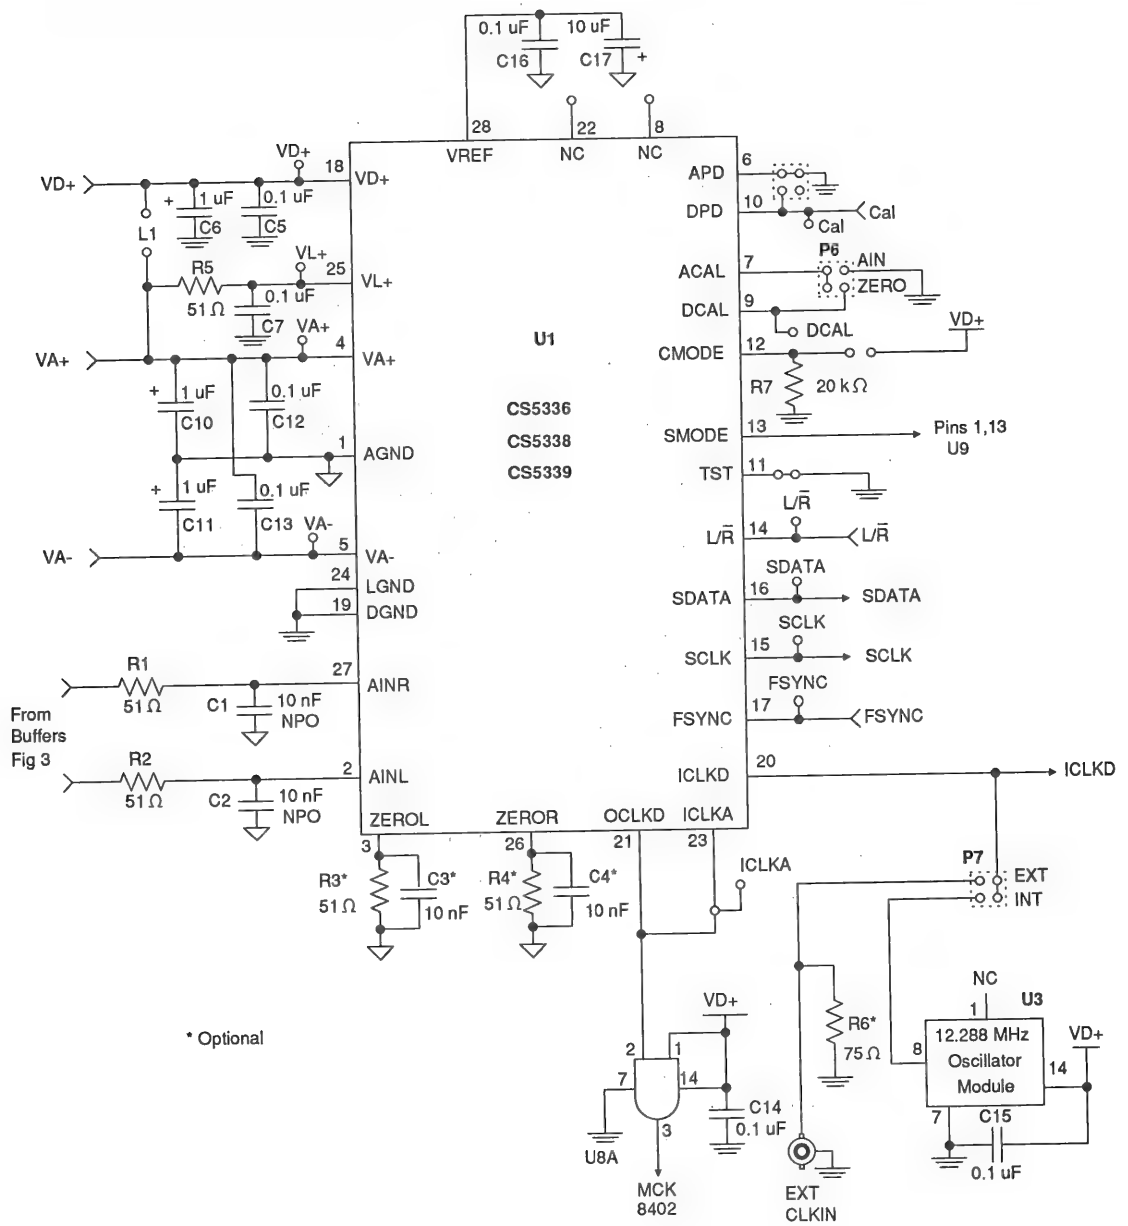 0.1 uF
10 uF
C16
C17
+
28
22
8
VREF
NC
NC
VD+
VD+
18
VD+
+
1 uF
0.1 uF
C6
C5
L1
R5
51 Ω
VL+
25
VL+
0.1 uF
C7
VA+
VA+
4
VA+
+
1 uF
0.1 uF
C10
C12
1
AGND
+
1 uF
0.1 uF
C11
C13
VA-
VA-
5
VA-
24
LGND
19
DGND
R1
51 Ω
27
AINR
C1
10 nF
NPO
From
Buffers
Fig 3
R2
51 Ω
2
AINL
C2
10 nF
NPO
U1
CS5336
CS5338
CS5339
APD
6
DPD
10
Cal
Cal
P6
ACAL
7
AIN
ZERO
DCAL
9
DCAL
CMODE
12
VD+
R7
20 kΩ
SMODE
13
Pins 1,13
U9
TST
11
L/R̅
L/R̅
14
L/R̅
SDATA
SDATA
16
SDATA
SCLK
SCLK
15
SCLK
FSYNC
FSYNC
17
FSYNC
ICLKD
20
ICLKD
ZEROL
ZEROR
OCLKD
ICLKA
3
26
21
23
R3*
51 Ω
C3*
10 nF
R4*
51 Ω
C4*
10 nF
ICLKA
P7
EXT
INT
* Optional
VD+
2
1
7
14
3
C14
0.1 uF
U8A
MCK
8402
R6*
75 Ω
EXT
CLKIN
NC
1
U3
12.288 MHz
Oscillator
Module
8
14
VD+
7
C15
0.1 uF